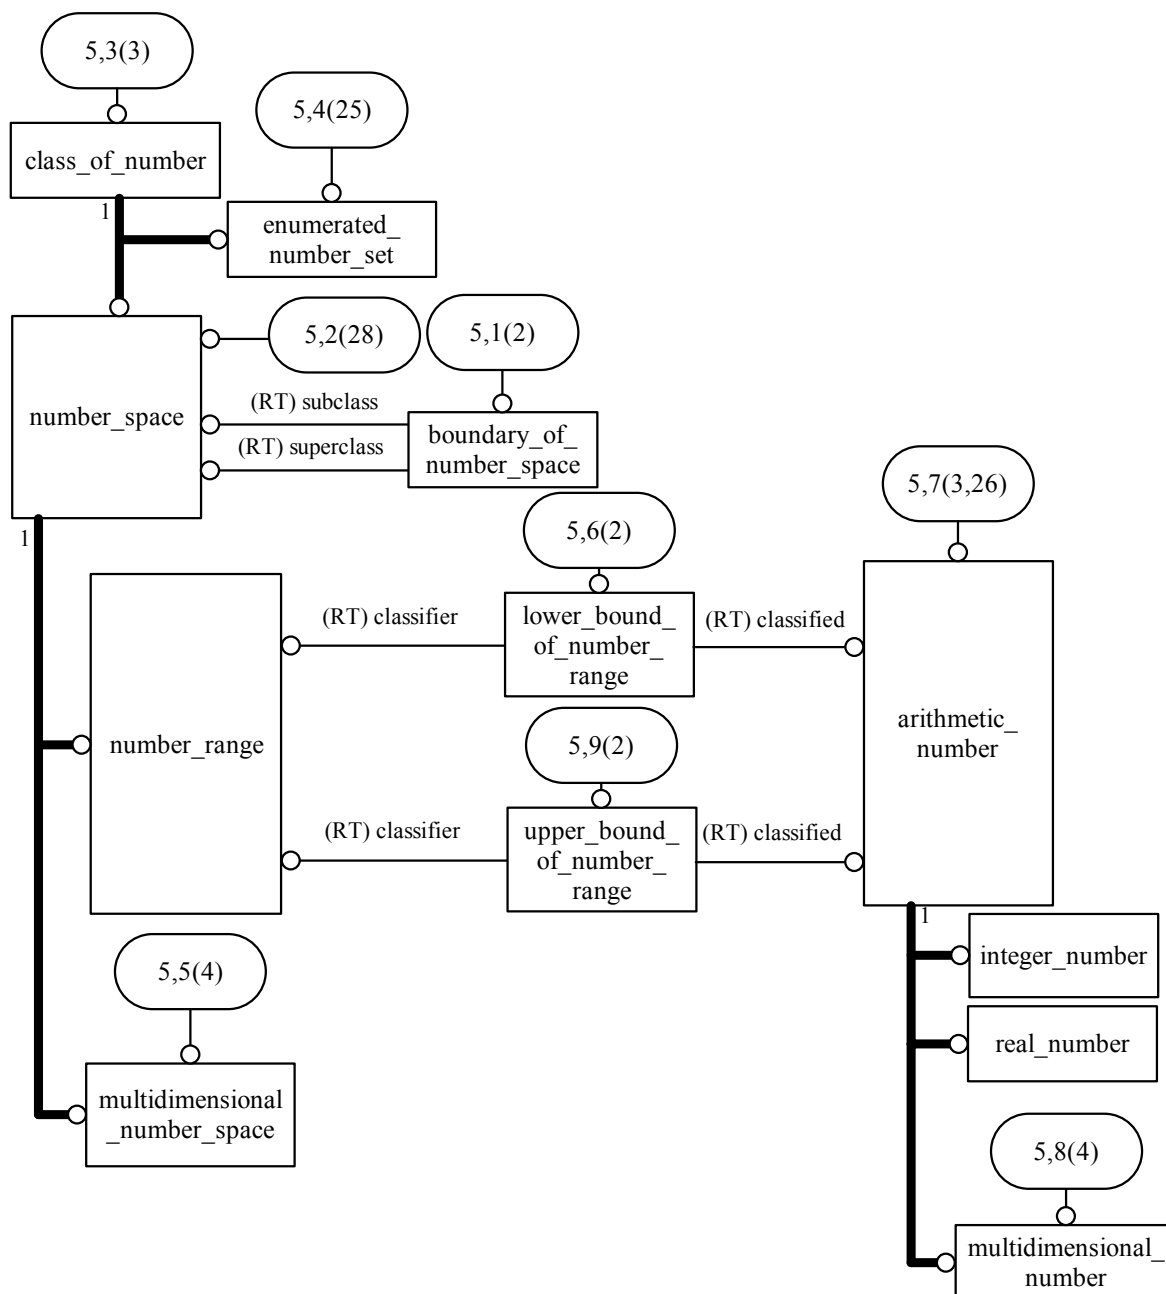 5,3(3)
5,4(25)
class_of_number
1
enumerated_
number_set
5,2(28)
5,1(2)
number_space
(RT) subclass
(RT) superclass
boundary_of_
number_space
5,7(3,26)
1
5,6(2)
(RT) classifier
lower_bound_
of_number_
range
(RT) classified
number_range
arithmetic_
number
5,9(2)
(RT) classifier
upper_bound_
of_number_
range
(RT) classified
1
5,5(4)
integer_number
real_number
multidimensional
_number_space
5,8(4)
multidimensional_
number